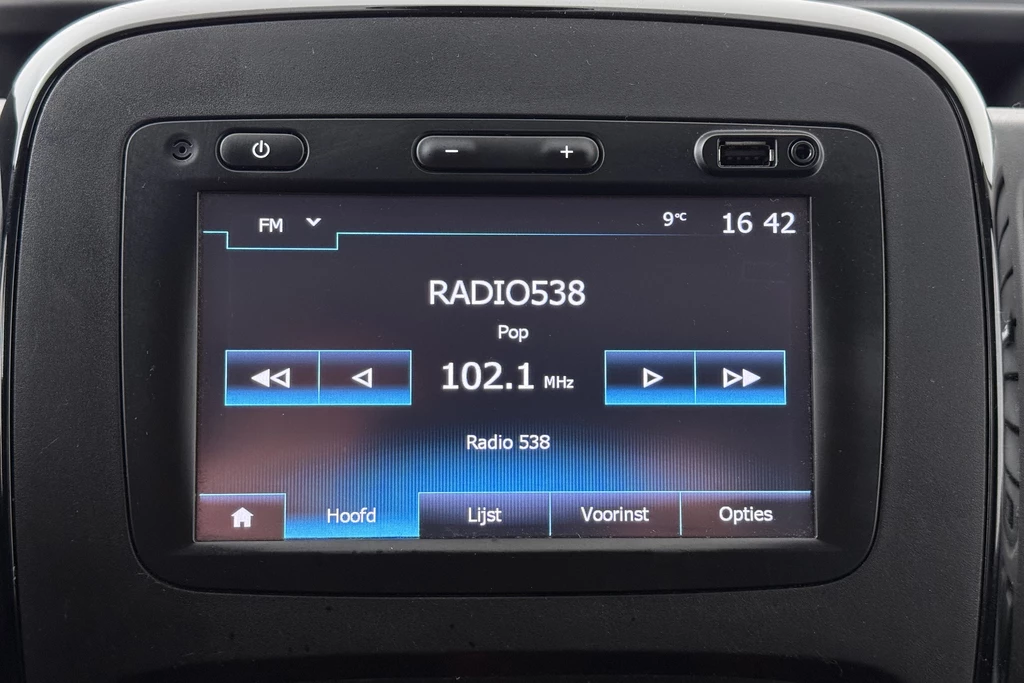 FM
9°C
16 42
RADIO538
Pop
102.1 MHz
Radio 538
Hoofd
Lijst
Voorinst
Opties